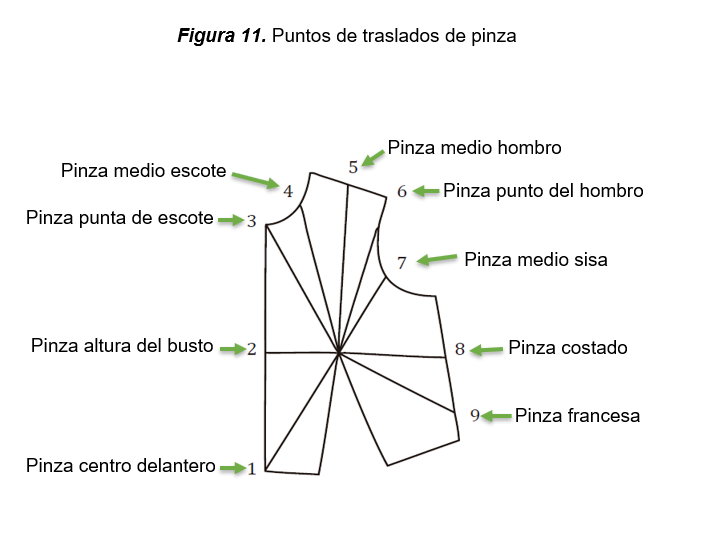 Figura 11. Puntos de traslados de pinza
Pinza medio hombro
5
Pinza medio escote
4
6
Pinza punto del hombro
Pinza punta de escote
3
7
Pinza medio sisa
Pinza altura del busto
2
8
Pinza costado
9
Pinza francesa
Pinza centro delantero
1